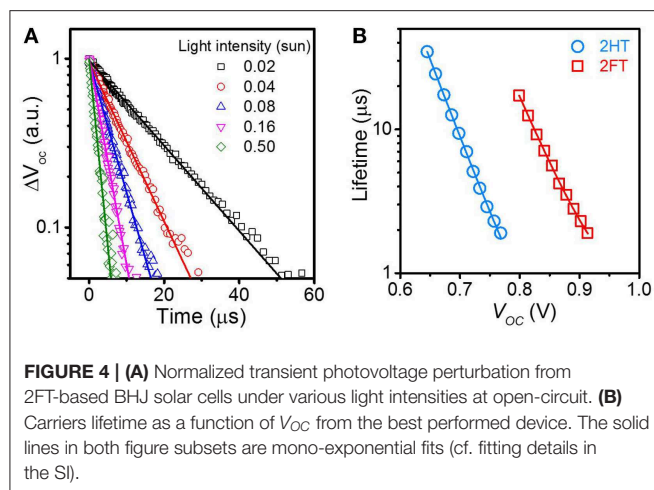 A
Light intensity (sun)
0.02
0.04
0.08
0.16
0.50
1
0.1
ΔVoc (a.u.)
0 20 40 60
Time (μs)
B
2HT
2FT
10
1
Lifetime (μs)
0.6 0.7 0.8 0.9 1.0
VOC (V)
FIGURE 4 | (A) Normalized transient photovoltage perturbation from
2FT-based BHJ solar cells under various light intensities at open-circuit. (B)
Carriers lifetime as a function of VOC from the best performed device. The solid
lines in both figure subsets are mono-exponential fits (cf. fitting details in
the SI).